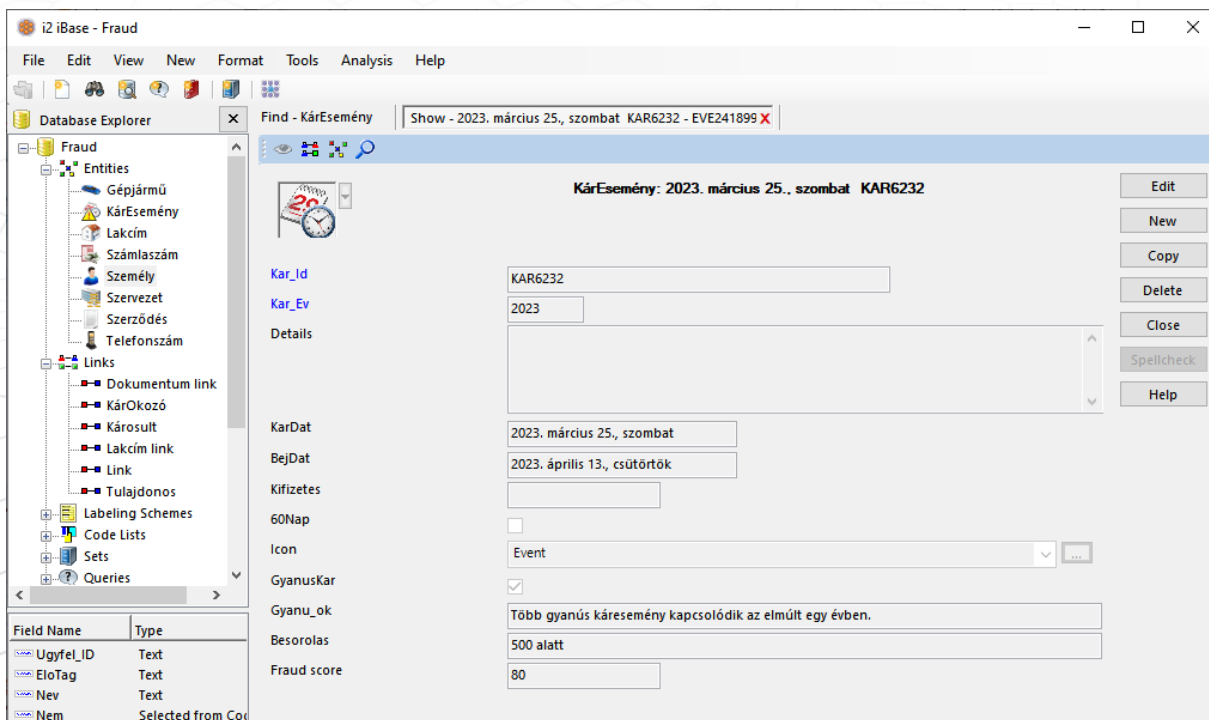 i2 iBase - Fraud
File Edit View New Format Tools Analysis Help
Database Explorer
Find - KárEsemény
Show - 2023. március 25., szombat KAR6232 - EVE241899
Fraud
Entities
Gépjármű
KárEsemény
Lakcím
Számlaszám
Személy
Szervezet
Szerződés
Telefonszám
Links
Dokumentum link
KárOkozó
Károsult
Lakcím link
Link
Tulajdonos
Labeling Schemes
Code Lists
Sets
Queries
Field Name Type
Ugyfel_ID Text
EloTag Text
Nev Text
Nem Selected from Co
KárEsemény: 2023. március 25., szombat KAR6232
Kar_Id KAR6232
Kar_Ev 2023
Details
KarDat 2023. március 25., szombat
BejDat 2023. április 13., csütörtök
Kifizetes
60Nap
Icon Event ...
GyanusKar
Gyanu_ok Több gyanús káresemény kapcsolódik az elmúlt egy évben.
Besorolas 500 alatt
Fraud score 80
Edit
New
Copy
Delete
Close
Spellcheck
Help